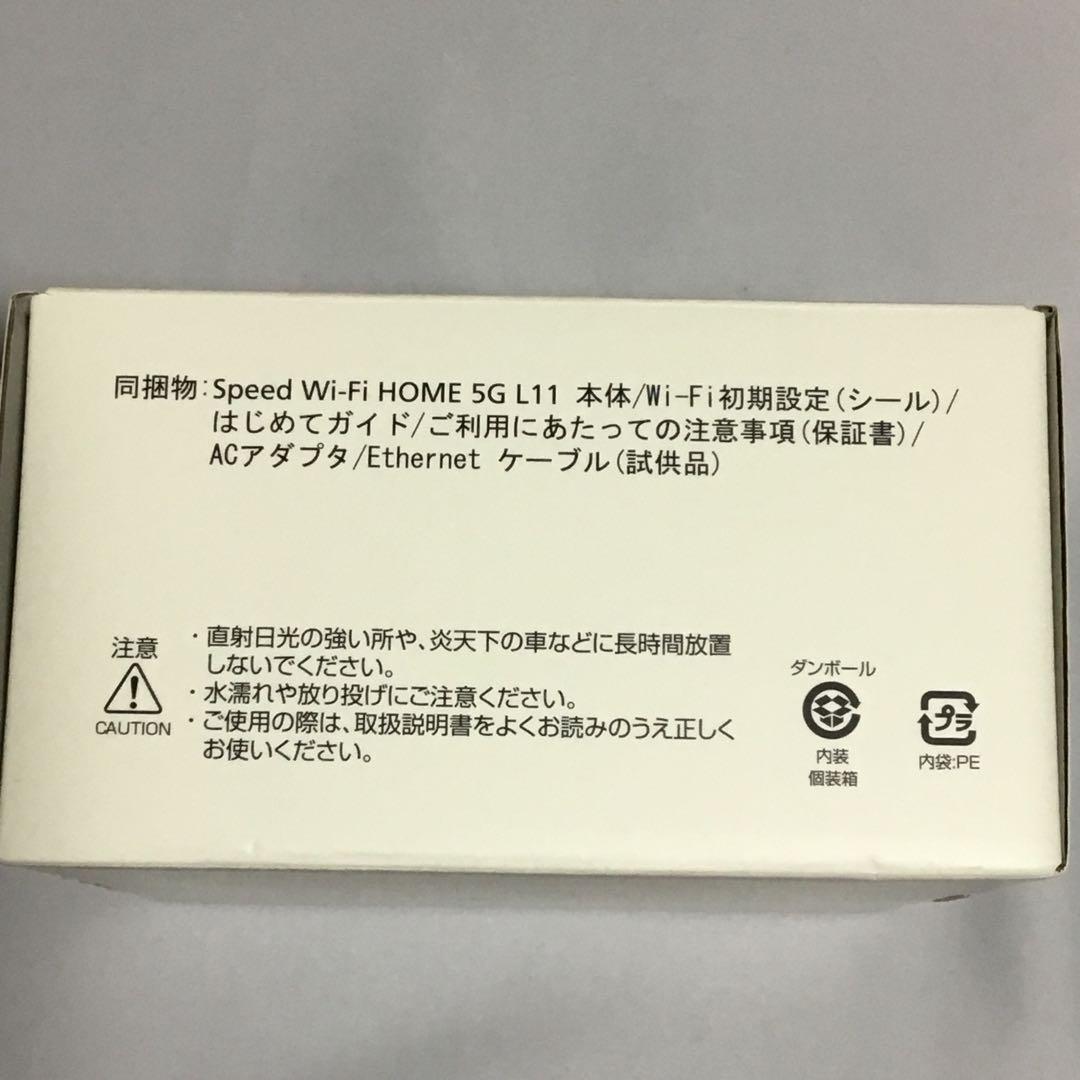 同捆物:Speed Wi-Fi HOME 5G L11 本体/Wi-Fi初期設定(シール)/
はじめてガイド/ご利用にあたっての注意事項(保証書)/
ACアダプタ/Ethernet ケーブル(試供品)
注意
CAUTION
・直射日光の強い所や、炎天下の車などに長時間放置
しないでください。
・水濡れや放り投げにご注意ください。
・ご使用の際は、取扱説明書をよくお読みのうえ正しく
お使いください。
ダンボール
内装
個装箱
プラ
内袋:PE